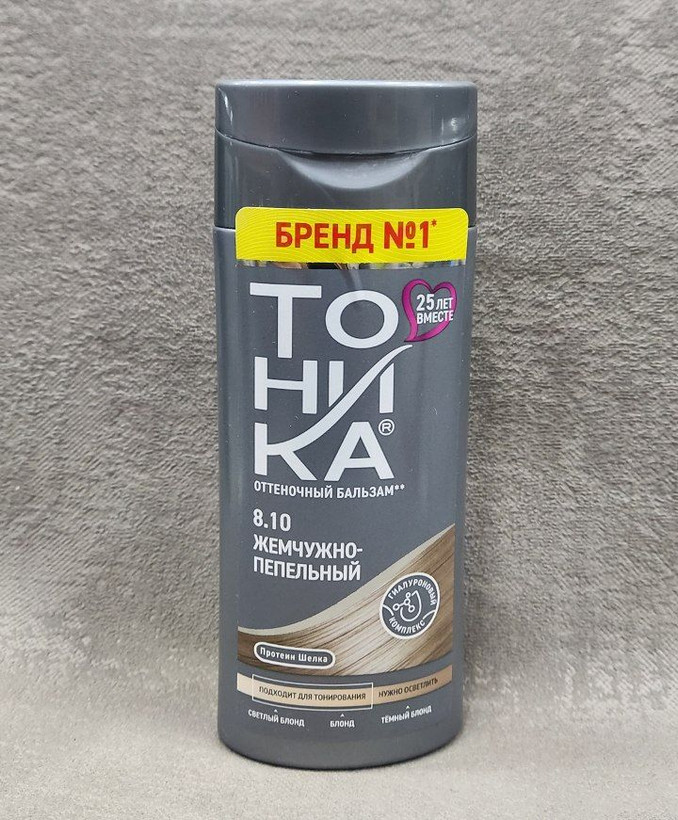 БРЕНД №1*
ТО
НИ
КА®
25 ЛЕТ
ВМЕСТЕ
ОТТЕНОЧНЫЙ БАЛЬЗАМ**
8.10
ЖЕМЧУЖНО-
ПЕПЕЛЬНЫЙ
ГИАЛУРОНОВЫЙ
КОМПЛЕКС
Протеин Шелка
ПОДХОДИТ ДЛЯ ТОНИРОВАНИЯ НУЖНО ОСВЕТЛИТЬ
СВЕТЛЫЙ БЛОНД БЛОНД ТЁМНЫЙ БЛОНД